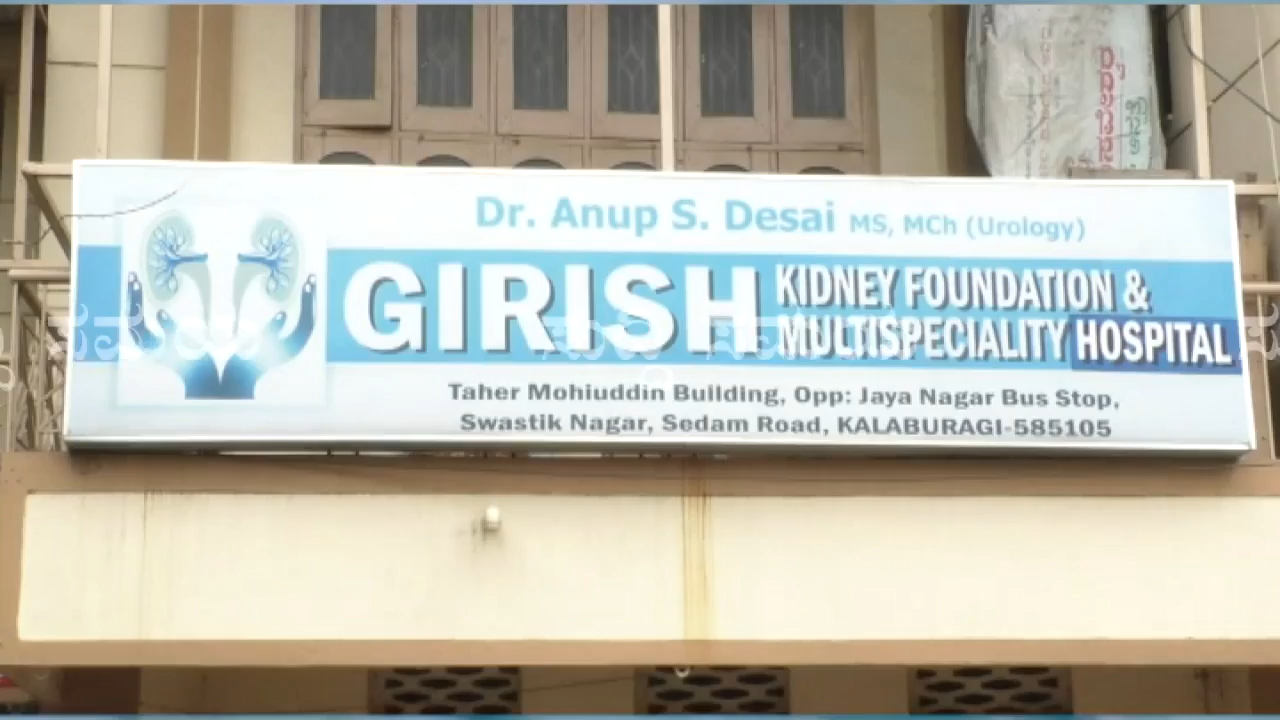 Dr. Anup S. Desai MS, MCh (Urology)
GIRISH KIDNEY FOUNDATION &
MULTISPECIALITY HOSPITAL
Taher Mohiuddin Building, Opp: Jaya Nagar Bus Stop,
Swastik Nagar, Sedam Road, KALABURAGI-585105